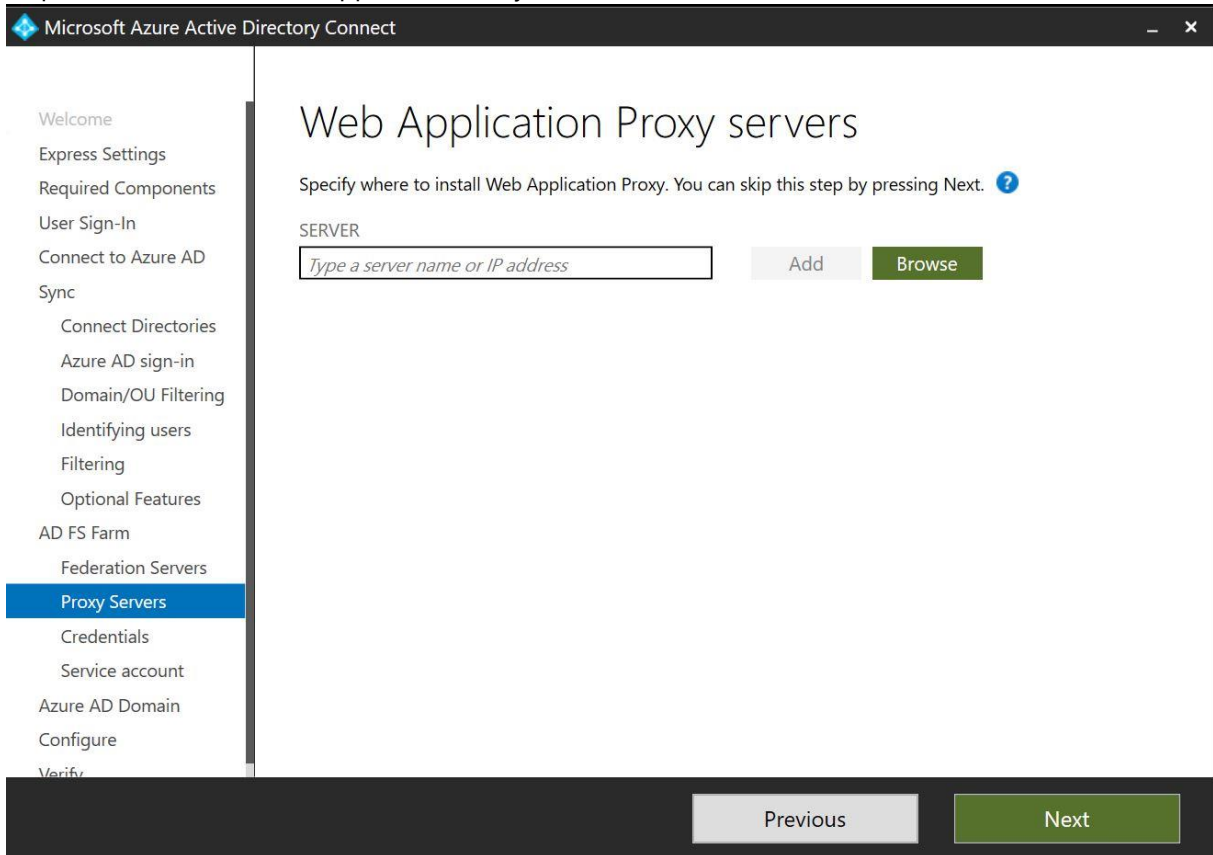 Microsoft Azure Active Directory Connect
Welcome
Express Settings
Required Components
User Sign-In
Connect to Azure AD
Sync
Connect Directories
Azure AD sign-in
Domain/OU Filtering
Identifying users
Filtering
Optional Features
AD FS Farm
Federation Servers
Proxy Servers
Credentials
Service account
Azure AD Domain
Configure
Verify
Web Application Proxy servers
Specify where to install Web Application Proxy. You can skip this step by pressing Next. ?
SERVER
Type a server name or IP address
Add
Browse
Previous
Next